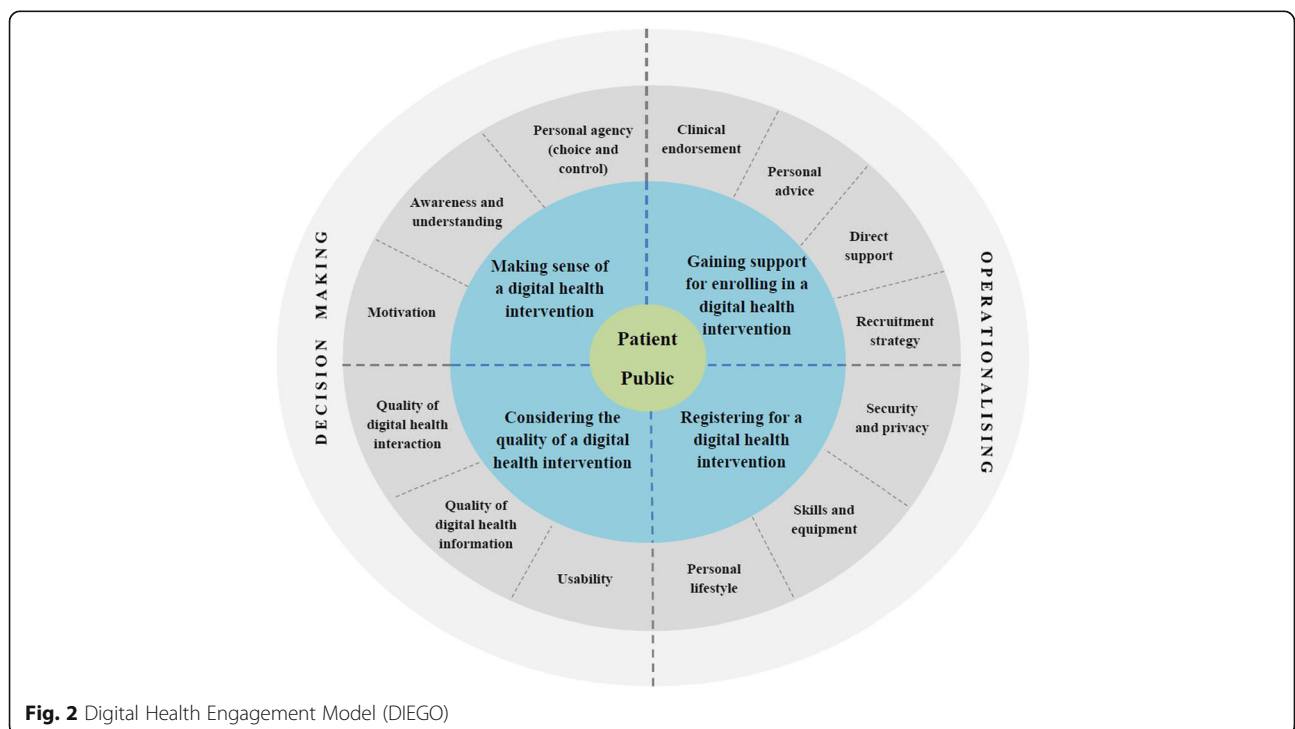 Personal agency
(choice and
control)
Clinical
endorsement
Personal
advice
Direct
support
Recruitment
strategy
Awareness and
understanding
Motivation
DECISION MAKING
OPERATIONALISING
Making sense of
a digital health
intervention
Gaining support
for enrolling in a
digital health
intervention
Patient
Public
Considering the
quality of a digital
health intervention
Registering for a
digital health
intervention
Quality of
digital health
interaction
Quality of
digital health
information
Usability
Personal
lifestyle
Skills and
equipment
Security
and privacy
Fig. 2 Digital Health Engagement Model (DIEGO)